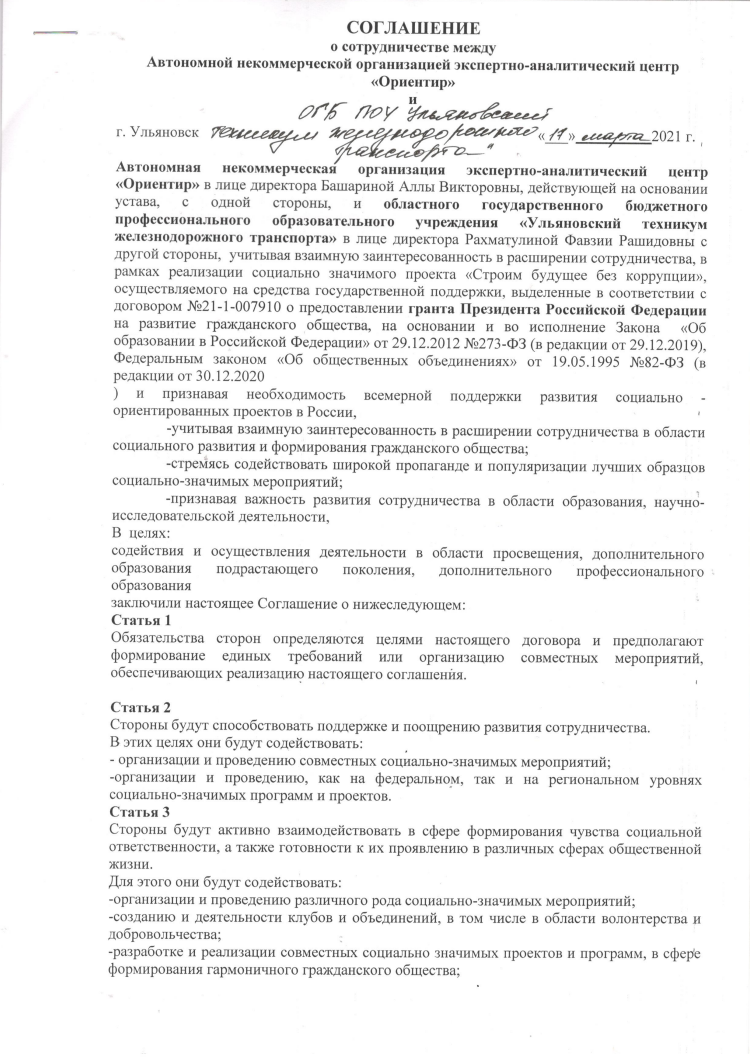 СОГЛАШЕНИЕ
о сотрудничестве между
Автономной некоммерческой организацией экспертно-аналитический центр
«Ориентир»
и
ОГБ ПОУ Ульяновский
г. Ульяновск техникум железнодорожного «11» марта 2021 г.
транспорта"
Автономная некоммерческая организация экспертно-аналитический центр
«Ориентир» в лице директора Башариной Аллы Викторовны, действующей на основании
устава, с одной стороны, и областного государственного бюджетного
профессионального образовательного учреждения «Ульяновский техникум
железнодорожного транспорта» в лице директора Рахматулиной Фавзии Рашидовны с
другой стороны, учитывая взаимную заинтересованность в расширении сотрудничества, в
рамках реализации социально значимого проекта «Строим будущее без коррупции»,
осуществляемого на средства государственной поддержки, выделенные в соответствии с
договором №21-1-007910 о предоставлении гранта Президента Российской Федерации
на развитие гражданского общества, на основании и во исполнение Закона «Об
образовании в Российской Федерации» от 29.12.2012 №273-ФЗ (в редакции от 29.12.2019),
Федеральным законом «Об общественных объединениях» от 19.05.1995 №82-ФЗ (в
редакции от 30.12.2020
) и признавая необходимость всемерной поддержки развития социально -
ориентированных проектов в России,
-учитывая взаимную заинтересованность в расширении сотрудничества в области
социального развития и формирования гражданского общества;
-стремясь содействовать широкой пропаганде и популяризации лучших образцов
социально-значимых мероприятий;
-признавая важность развития сотрудничества в области образования, научно-
исследовательской деятельности,
В целях:
содействия и осуществления деятельности в области просвещения, дополнительного
образования подрастающего поколения, дополнительного профессионального
образования
заключили настоящее Соглашение о нижеследующем:
Статья 1
Обязательства сторон определяются целями настоящего договора и предполагают
формирование единых требований или организацию совместных мероприятий,
обеспечивающих реализацию настоящего соглашения.
Статья 2
Стороны будут способствовать поддержке и поощрению развития сотрудничества.
В этих целях они будут содействовать:
- организации и проведению совместных социально-значимых мероприятий;
-организации и проведению, как на федеральном, так и на региональном уровнях
социально-значимых программ и проектов.
Статья 3
Стороны будут активно взаимодействовать в сфере формирования чувства социальной
ответственности, а также готовности к их проявлению в различных сферах общественной
жизни.
Для этого они будут содействовать:
-организации и проведению различного рода социально-значимых мероприятий;
-созданию и деятельности клубов и объединений, в том числе в области волонтерства и
добровольчества;
-разработке и реализации совместных социально значимых проектов и программ, в сфере
формирования гармоничного гражданского общества;